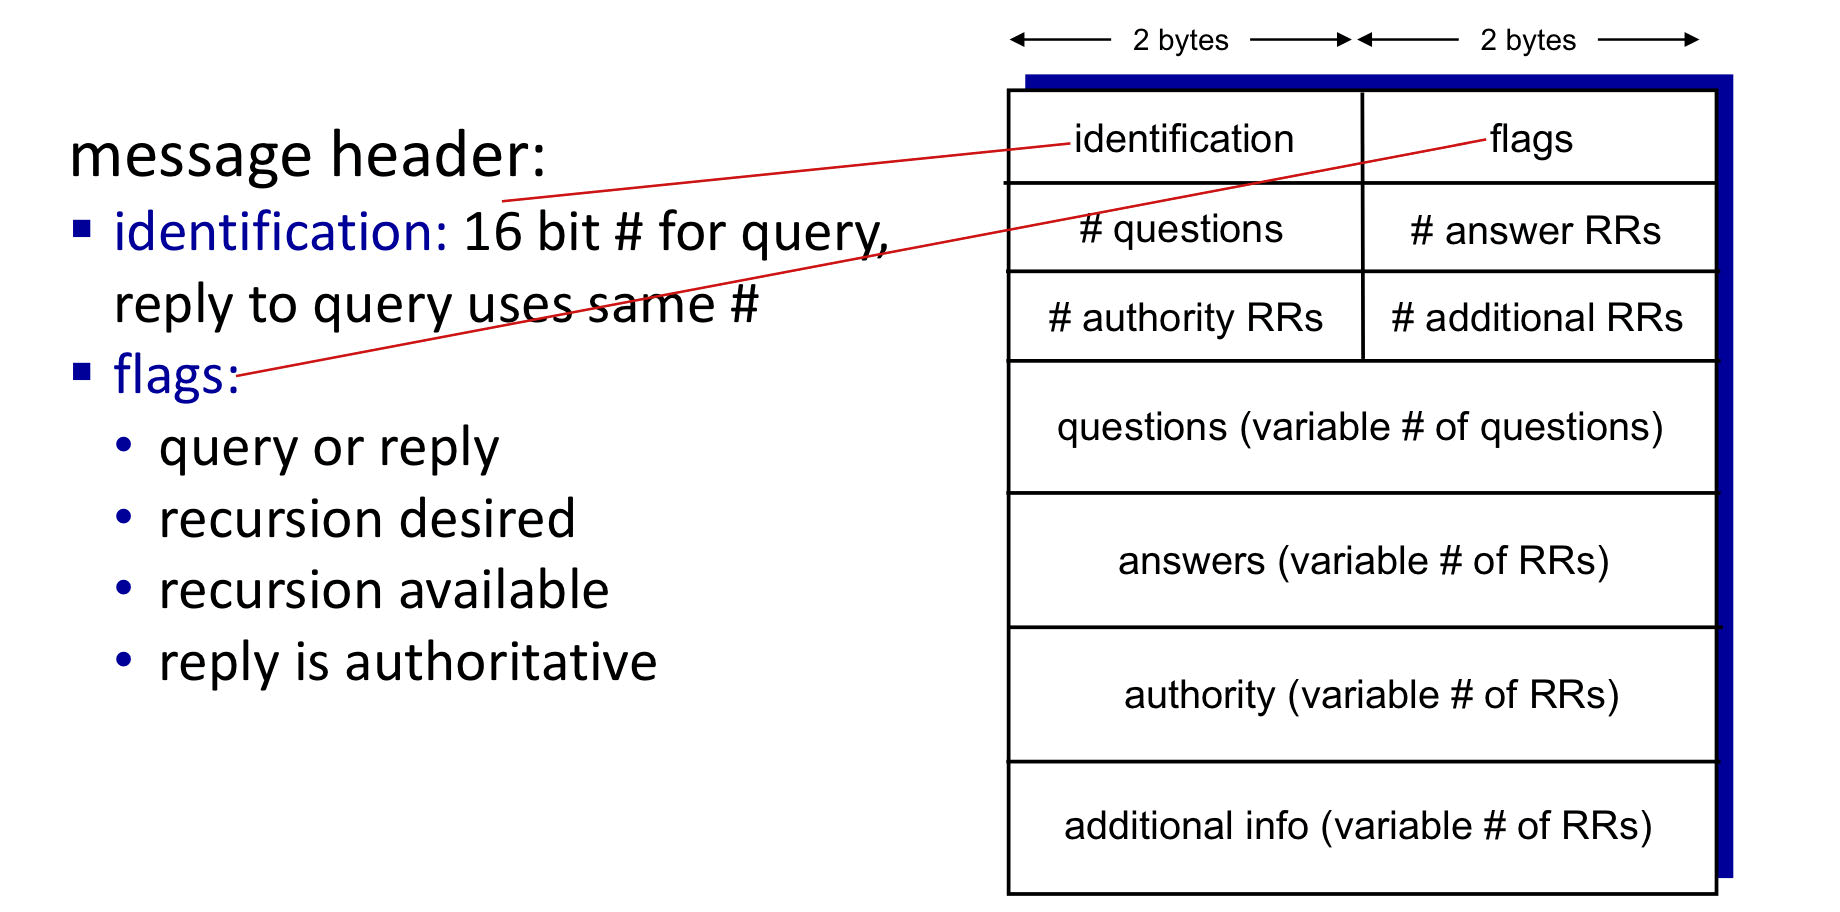 message header:
▪ identification: 16 bit # for query,
reply to query uses same #
▪ flags:
• query or reply
• recursion desired
• recursion available
• reply is authoritative
2 bytes 2 bytes
identification flags
# questions # answer RRs
# authority RRs # additional RRs
questions (variable # of questions)
answers (variable # of RRs)
authority (variable # of RRs)
additional info (variable # of RRs)